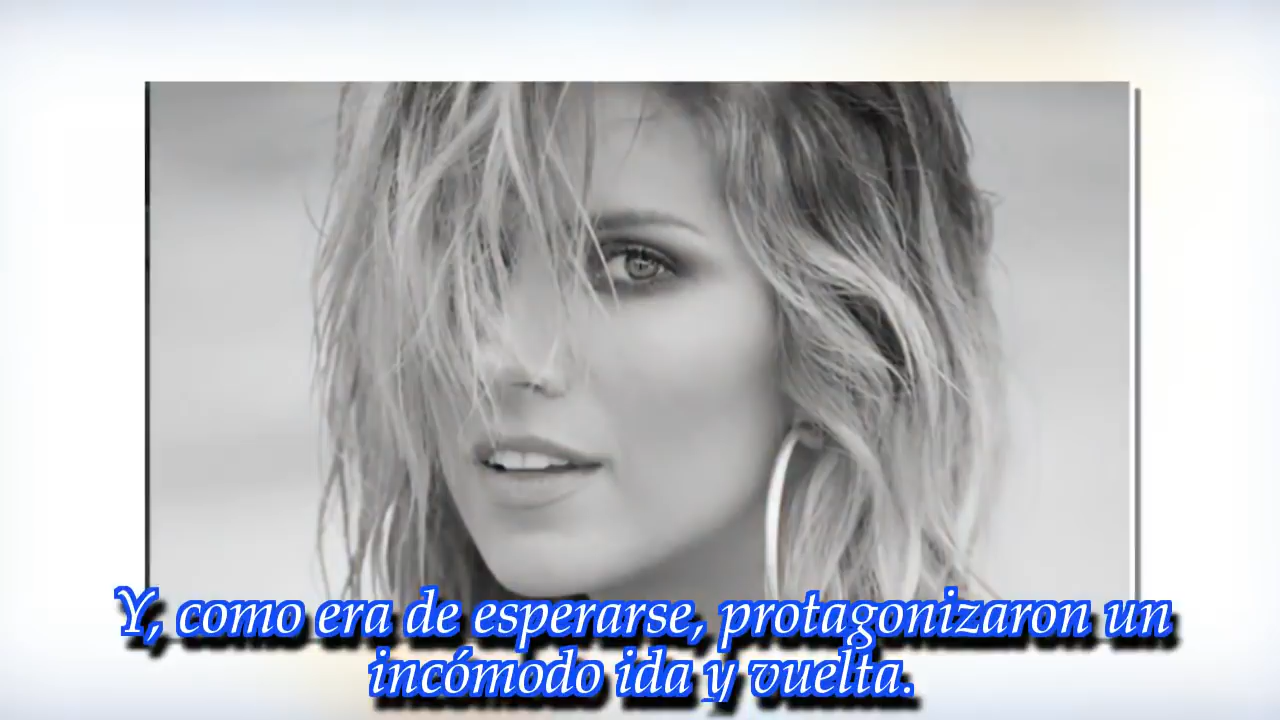 Y, como era de esperarse, protagonizaron un
incómodo ida y vuelta.